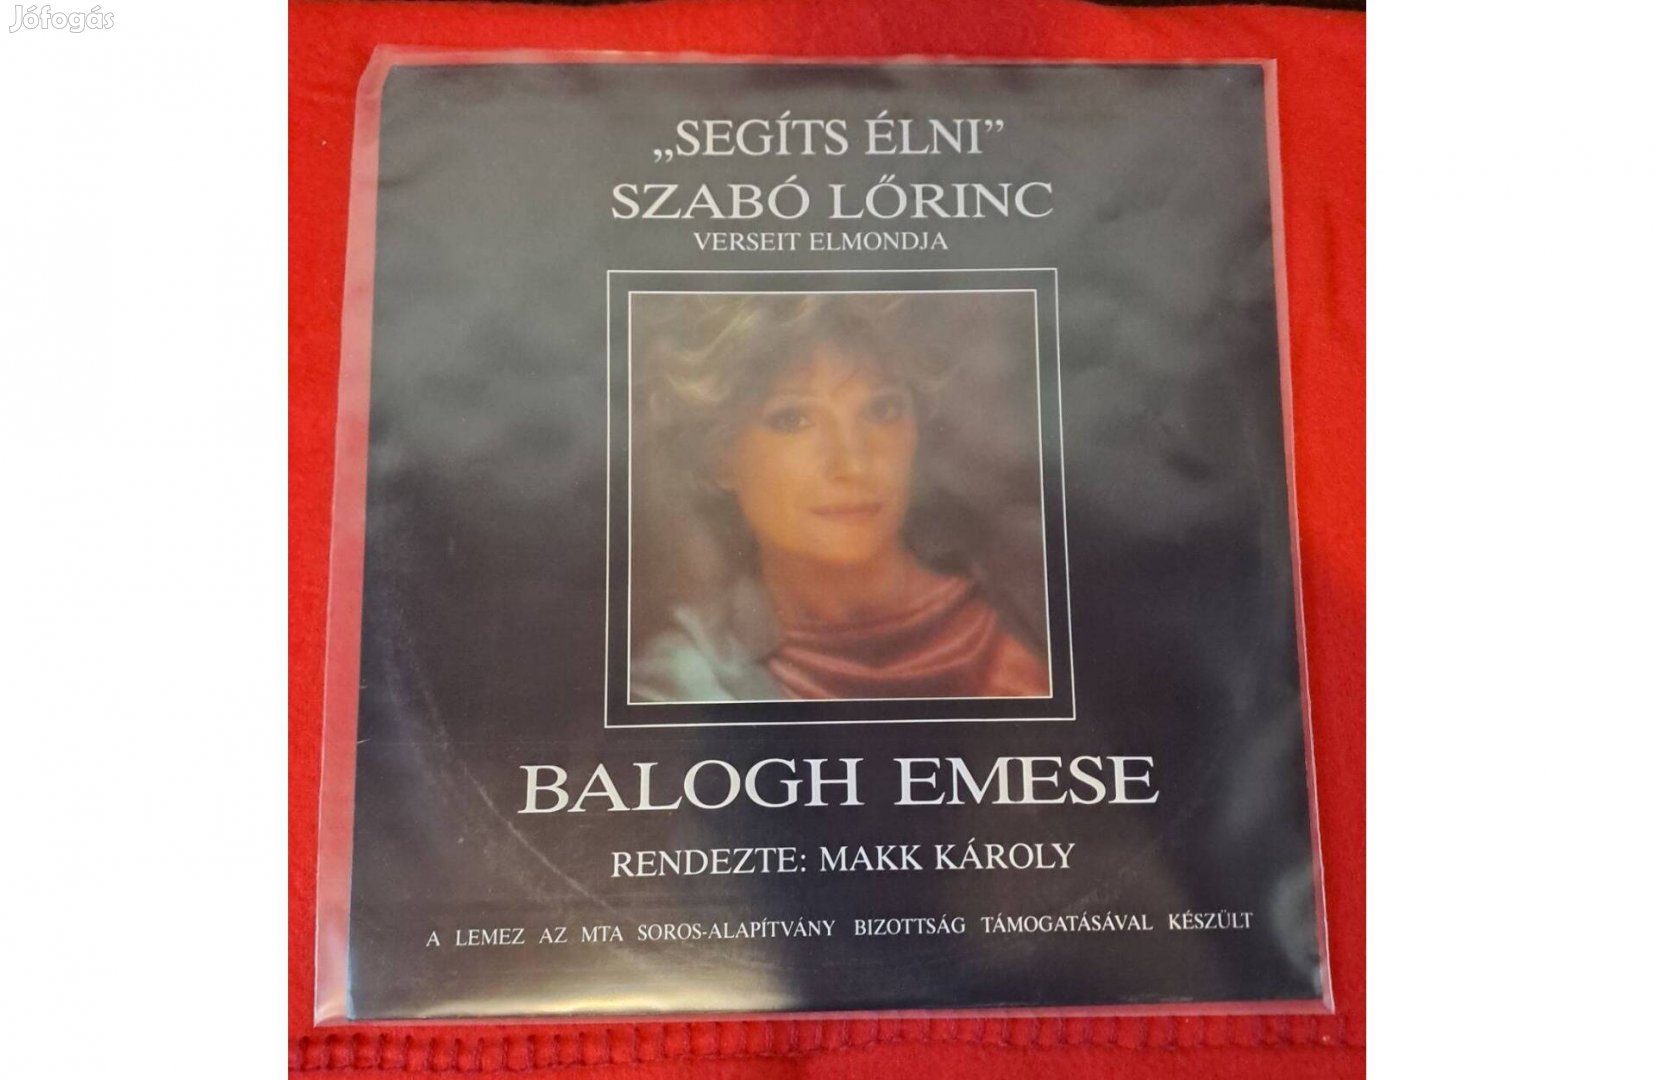 Jófogás
„SEGÍTS ÉLNI”
SZABÓ LŐRINC
VERSEIT ELMONDJA
BALOGH EMESE
RENDEZTE: MAKK KÁROLY
A LEMEZ AZ MTA SOROS-ALAPÍTVÁNY BIZOTTSÁG TÁMOGATÁSÁVAL KÉSZÜLT